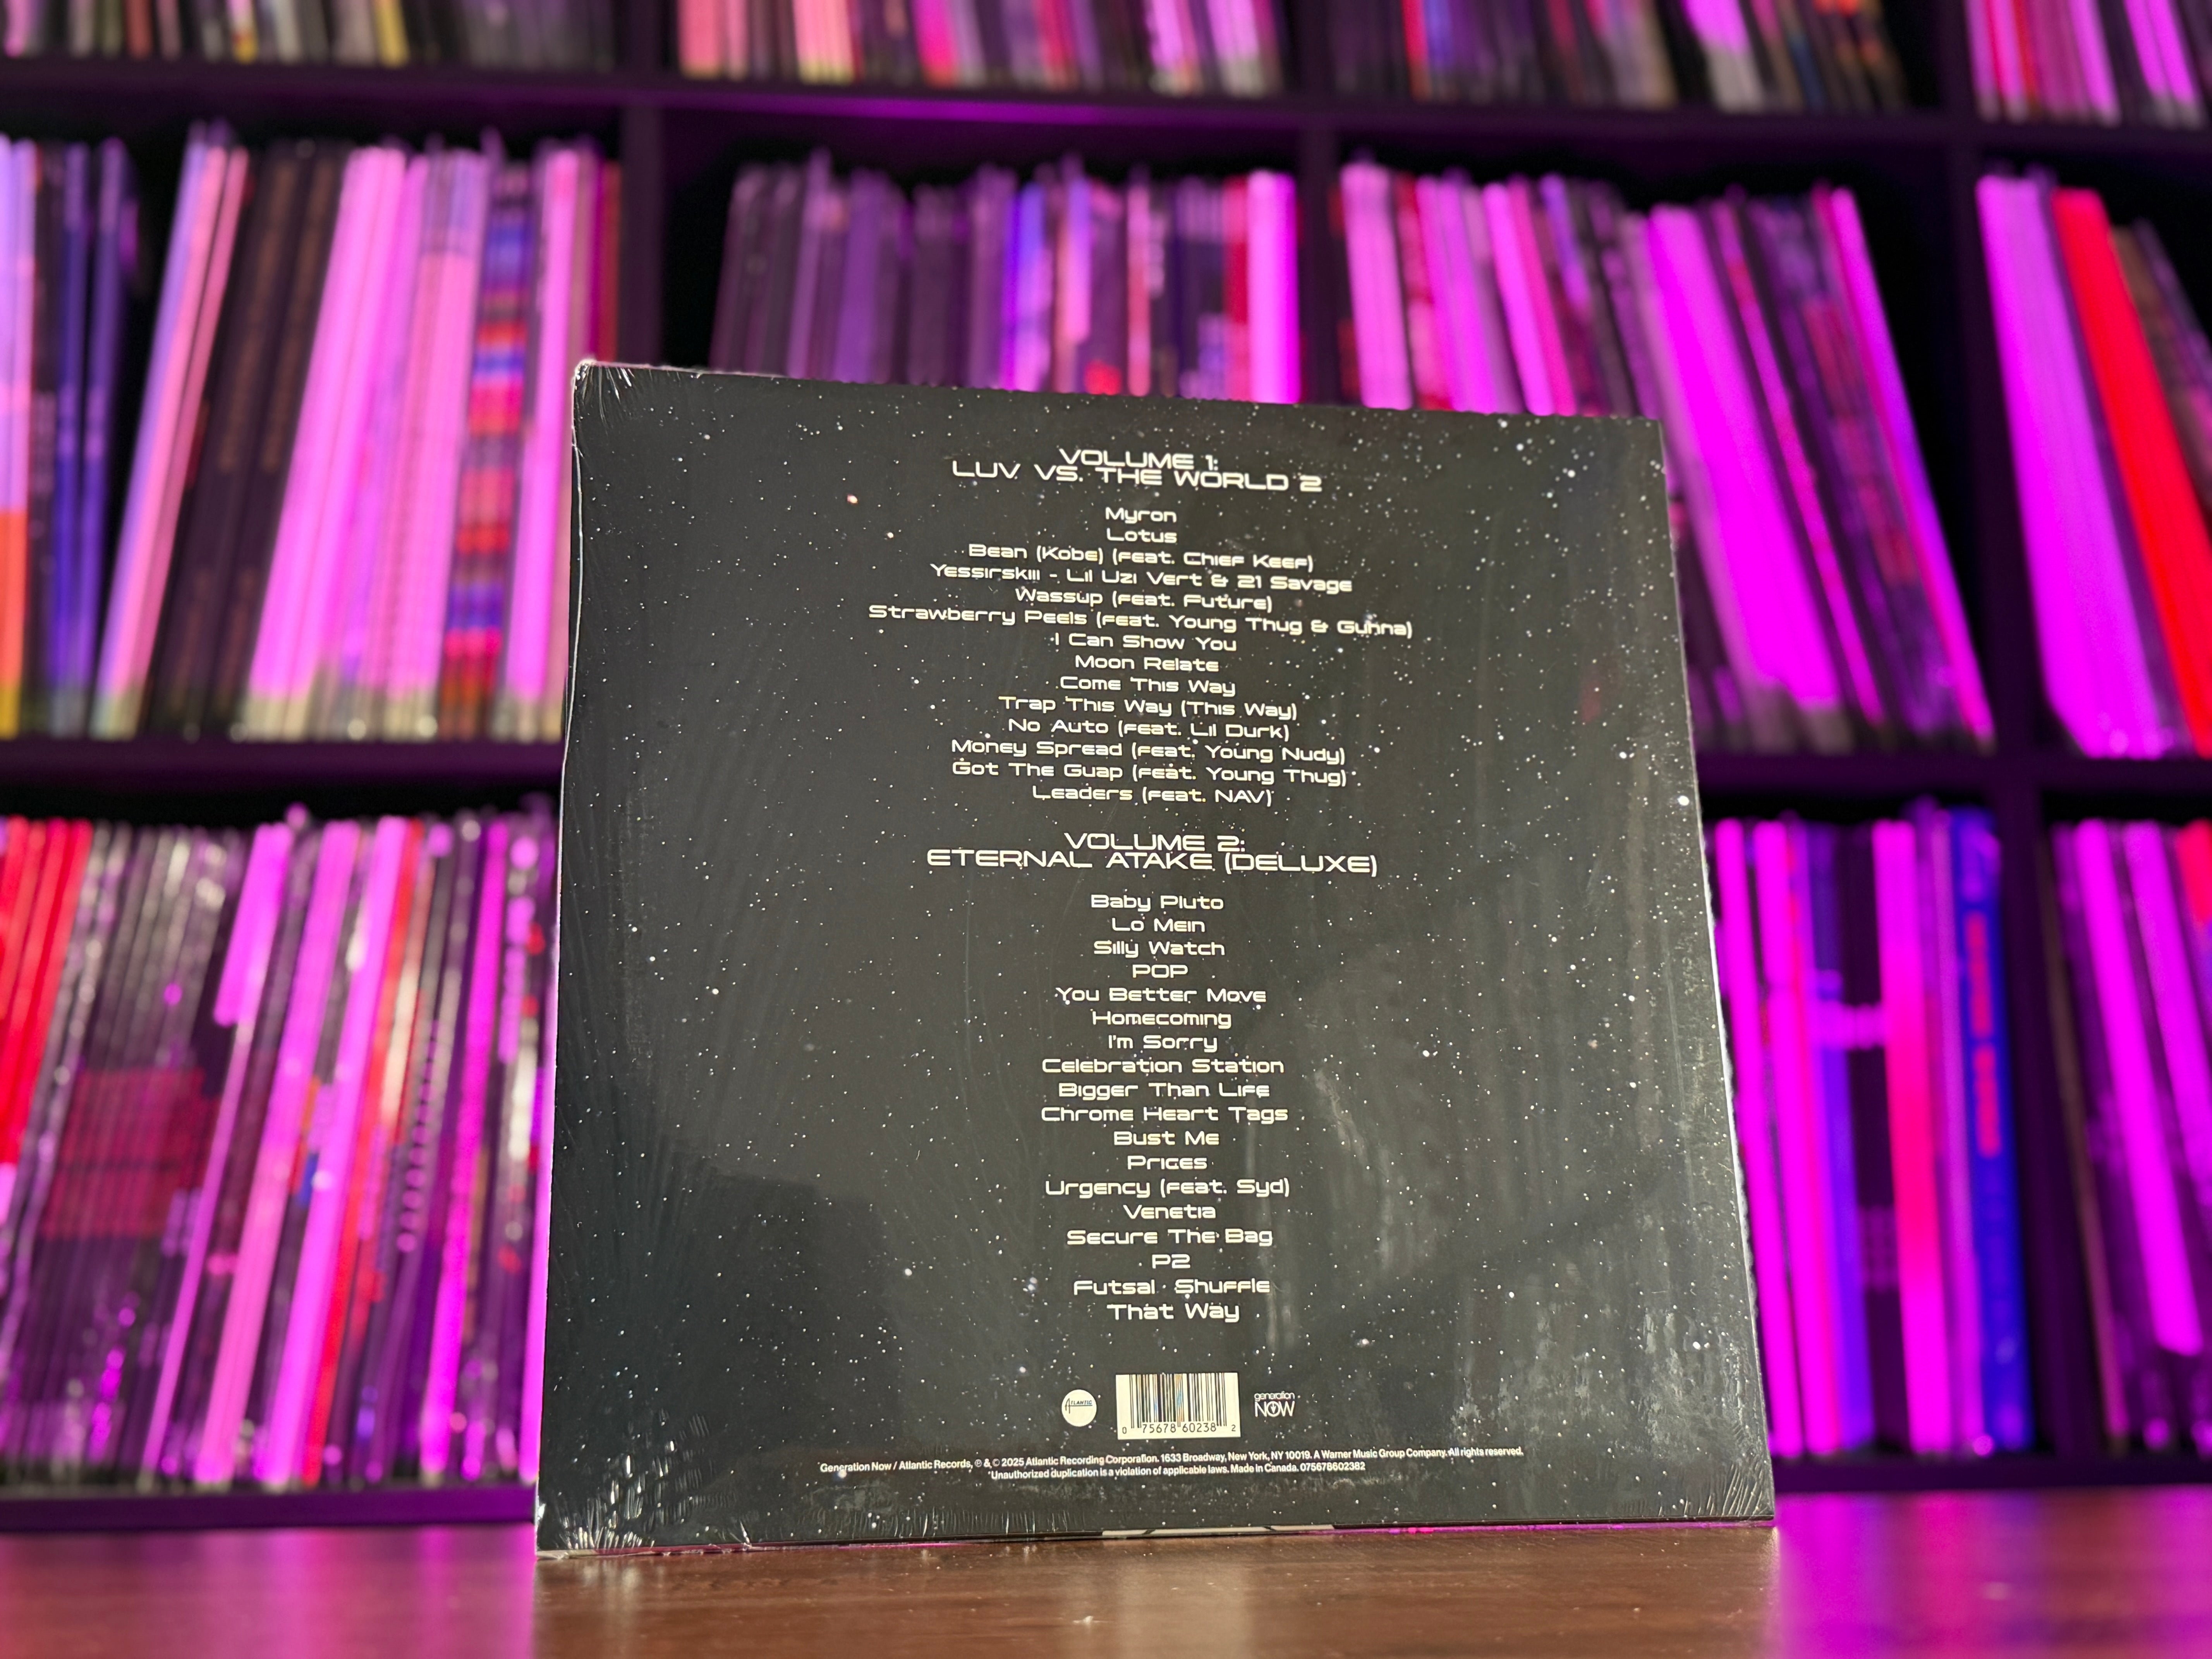 VOLUME 1:
LUV VS. THE WORLD 2
Myron
Lotus
Bean (Kobe) (feat. Chief Keef)
Yessirskiii - Lil Uzi Vert & 21 Savage
Wassup (feat. Future)
Strawberry Peels (feat. Young Thug & Gunna)
I Can Show You
Moon Relate
Come This Way
Trap This Way (This Way)
No Auto (feat. Lil Durk)
Money Spread (feat. Young Nudy)
Got The Guap (feat. Young Thug)
Leaders (feat. NAV)
VOLUME 2:
ETERNAL ATAKE (DELUXE)
Baby Pluto
Lo Mein
Silly Watch
POP
You Better Move
Homecoming
I'm Sorry
Celebration Station
Bigger Than Life
Chrome Heart Tags
Bust Me
Prices
Urgency (feat. Syd)
Venetia
Secure The Bag
P2
Futsal Shuffle
That Way
ATLANTIC
0 75678 60238 2
generation
NOW
Generation Now / Atlantic Records, ℗ & © 2025 Atlantic Recording Corporation. 1633 Broadway, New York, NY 10019. A Warner Music Group Company. All rights reserved.
Unauthorized duplication is a violation of applicable laws. Made in Canada. 075678602382